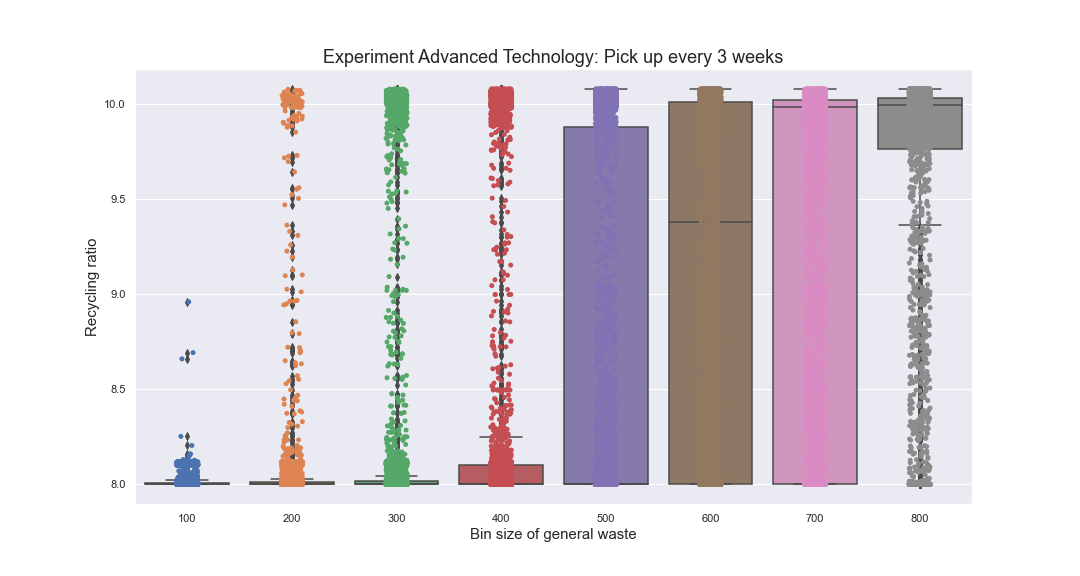 Experiment Advanced Technology: Pick up every 3 weeks
10.0
9.5
9.0
8.5
8.0
Recycling ratio
100 200 300 400 500 600 700 800
Bin size of general waste